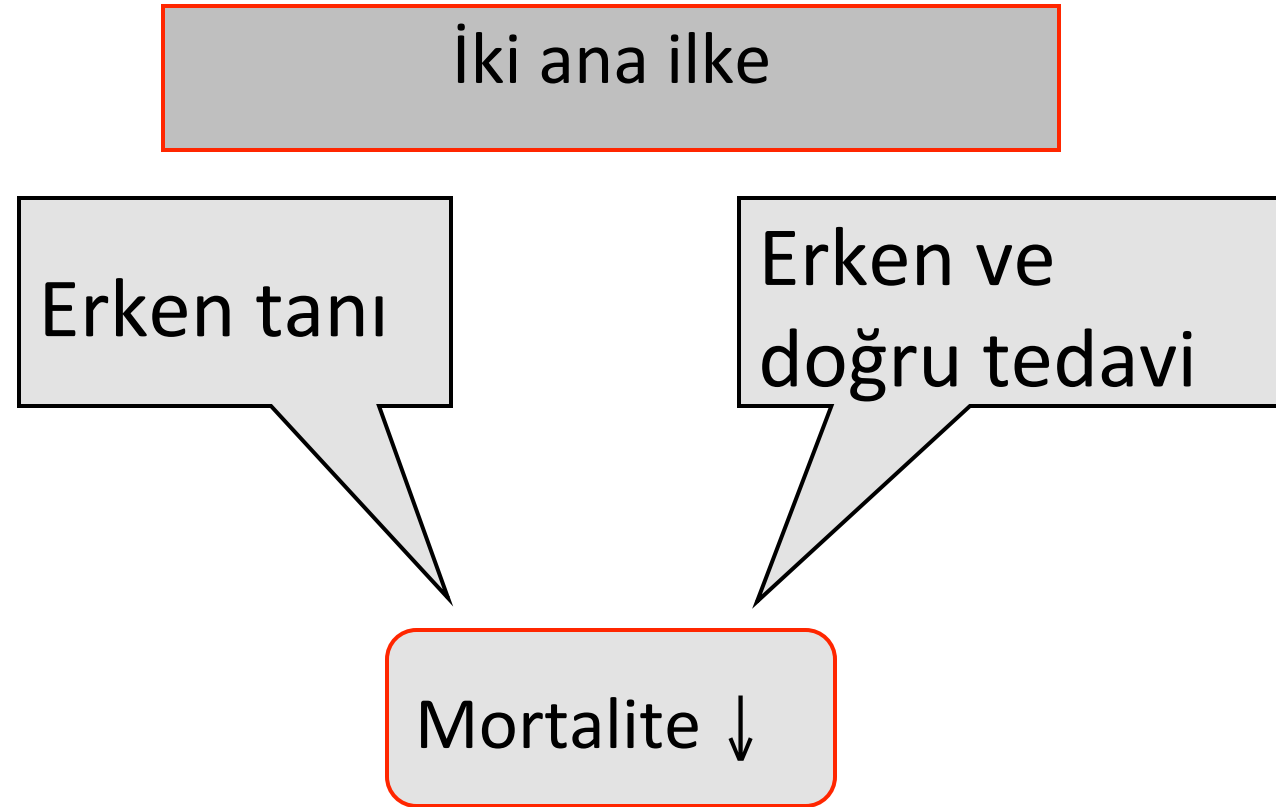 İki ana ilke
Erken tanı
Erken ve
doğru tedavi
Mortalite ↓